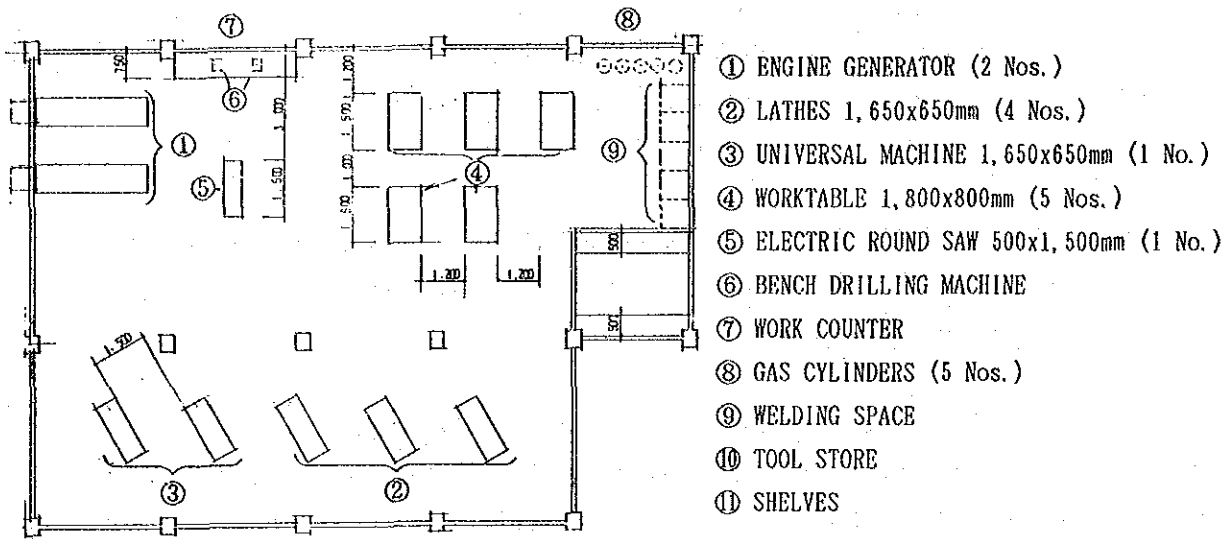 ⑦
⑧
750
⑥
1.200
1.500
①
⑨
⑤
④
1.500
500
1.200
1.200
500
1.500
③
②
① ENGINE GENERATOR (2 Nos.)
② LATHES 1,650x650mm (4 Nos.)
③ UNIVERSAL MACHINE 1,650x650mm (1 No.)
④ WORKTABLE 1,800x800mm (5 Nos.)
⑤ ELECTRIC ROUND SAW 500x1,500mm (1 No.)
⑥ BENCH DRILLING MACHINE
⑦ WORK COUNTER
⑧ GAS CYLINDERS (5 Nos.)
⑨ WELDING SPACE
⑩ TOOL STORE
⑪ SHELVES